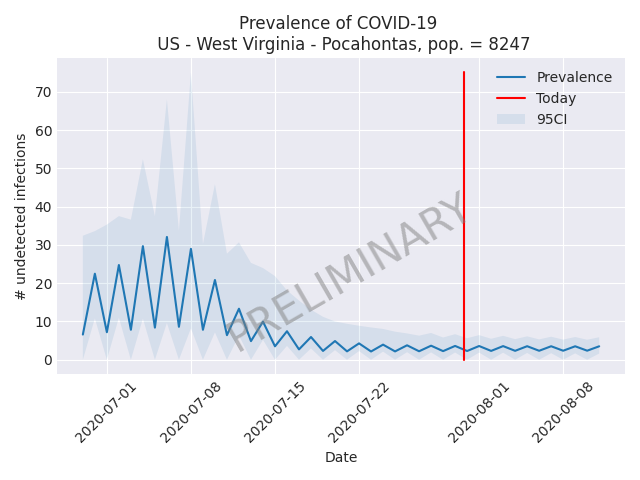 Prevalence of COVID-19
US - West Virginia - Pocahontas, pop. = 8247
Prevalence
Today
95CI
# undetected infections
70
60
50
40
30
20
10
0
PRELIMINARY
2020-07-01
2020-07-08
2020-07-15
2020-07-22
2020-08-01
2020-08-08
Date